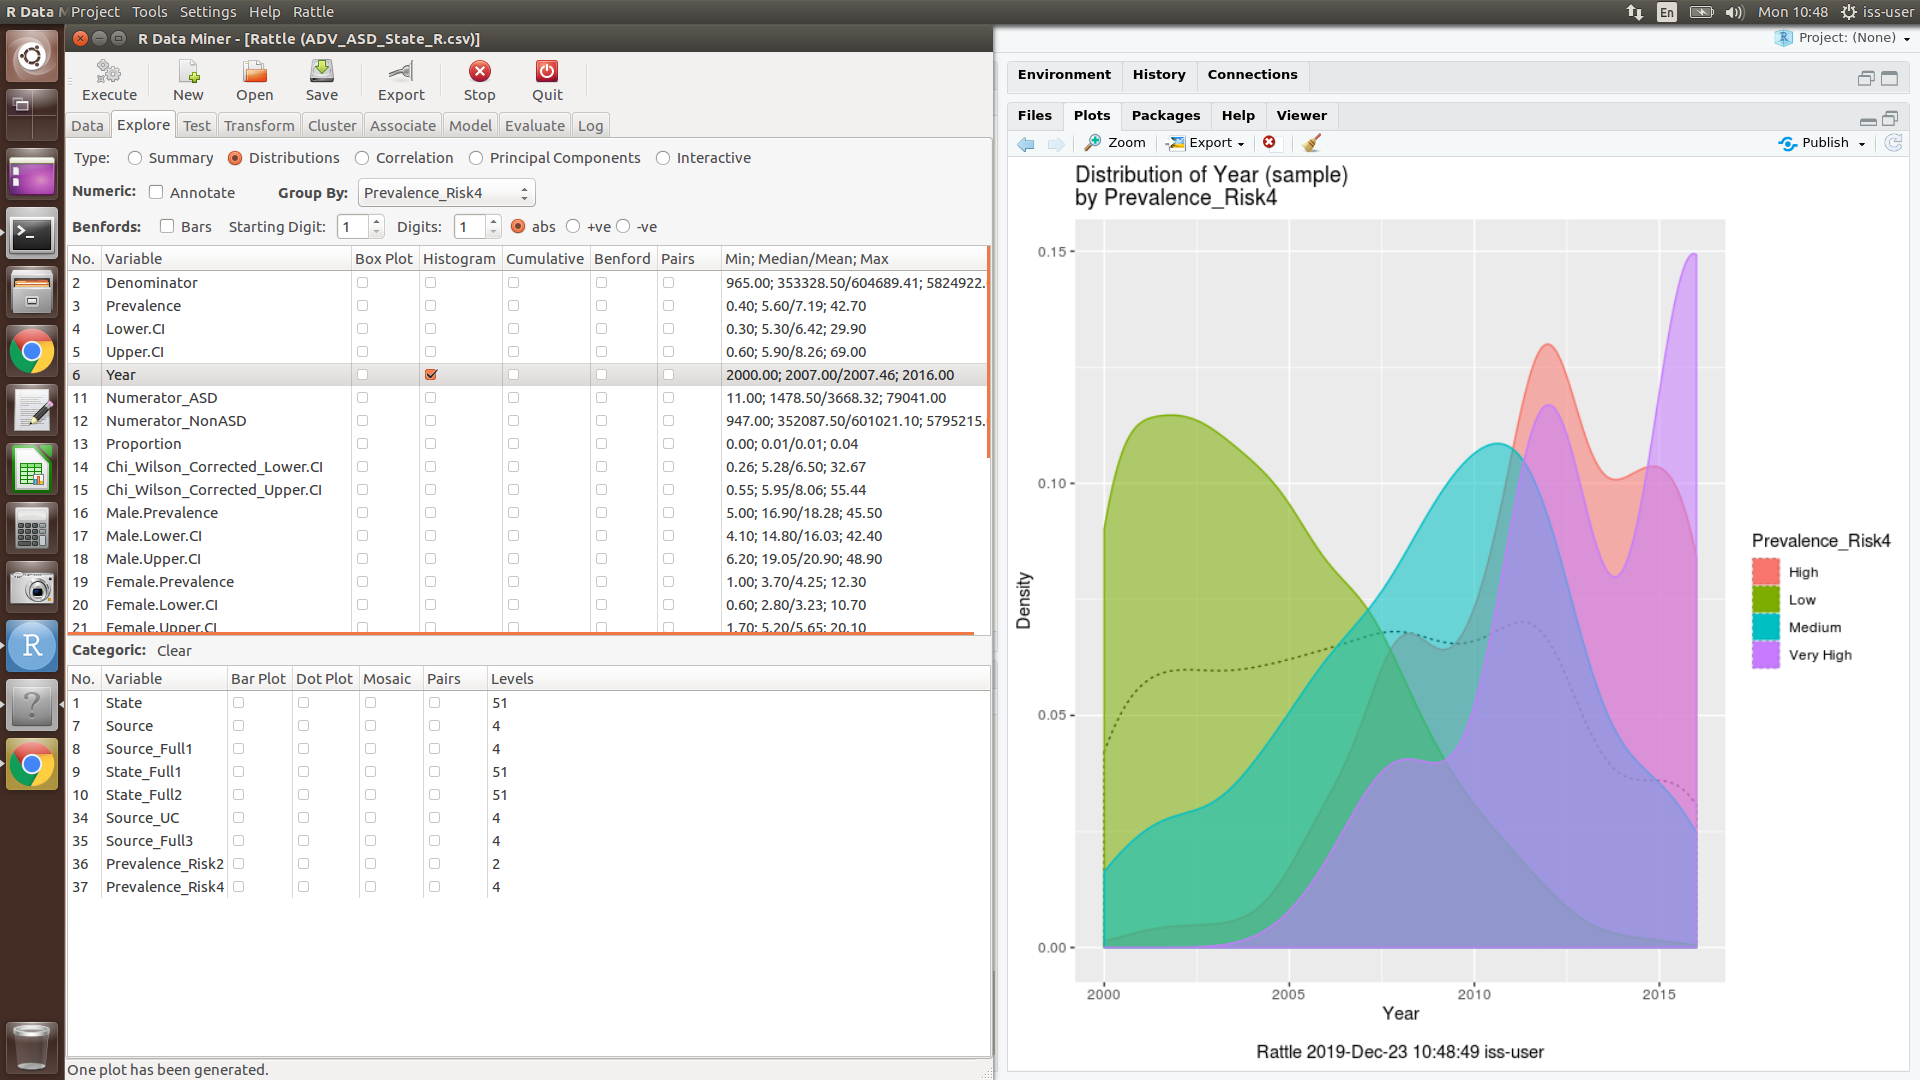 R Data M Project Tools Settings Help Rattle En Mon 10:48 iss-user
R Data Miner - [Rattle (ADV_ASD_State_R.csv)]
Execute New Open Save Export Stop Quit
Data Explore Test Transform Cluster Associate Model Evaluate Log
Type: Summary Distributions Correlation Principal Components Interactive
Numeric: Annotate Group By: Prevalence_Risk4
Benfords: Bars Starting Digit: 1 Digits: 1 abs +ve -ve
No. Variable Box Plot Histogram Cumulative Benford Pairs Min; Median/Mean; Max
2 Denominator 965.00; 353328.50/604689.41; 5824922.
3 Prevalence 0.40; 5.60/7.19; 42.70
4 Lower.CI 0.30; 5.30/6.42; 29.90
5 Upper.CI 0.60; 5.90/8.26; 69.00
6 Year 2000.00; 2007.00/2007.46; 2016.00
11 Numerator_ASD 11.00; 1478.50/3668.32; 79041.00
12 Numerator_NonASD 947.00; 352087.50/601021.10; 5795215.
13 Proportion 0.00; 0.01/0.01; 0.04
14 Chi_Wilson_Corrected_Lower.CI 0.26; 5.28/6.50; 32.67
15 Chi_Wilson_Corrected_Upper.CI 0.55; 5.95/8.06; 55.44
16 Male.Prevalence 5.00; 16.90/18.28; 45.50
17 Male.Lower.CI 4.10; 14.80/16.03; 42.40
18 Male.Upper.CI 6.20; 19.05/20.90; 48.90
19 Female.Prevalence 1.00; 3.70/4.25; 12.30
20 Female.Lower.CI 0.60; 2.80/3.23; 10.70
21 Female.Upper.CI 1.70; 5.20/5.65; 20.10
Categoric: Clear
No. Variable Bar Plot Dot Plot Mosaic Pairs Levels
1 State 51
7 Source 4
8 Source_Full1 4
9 State_Full1 51
10 State_Full2 51
34 Source_UC 4
35 Source_Full3 4
36 Prevalence_Risk2 2
37 Prevalence_Risk4 4
One plot has been generated.
Project: (None)
Environment History Connections
Files Plots Packages Help Viewer
Zoom Export Publish
Distribution of Year (sample)
by Prevalence_Risk4
0.15
0.10
0.05
0.00
Density
2000 2005 2010 2015
Year
Prevalence_Risk4
High
Low
Medium
Very High
Rattle 2019-Dec-23 10:48:49 iss-user